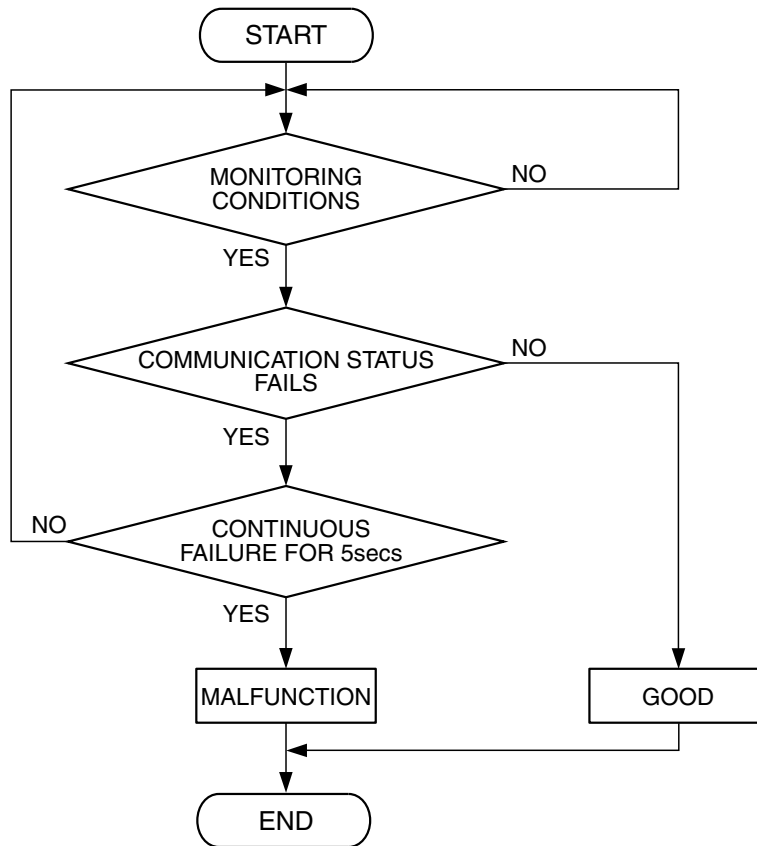 START
MONITORING
CONDITIONS
NO
YES
COMMUNICATION STATUS
FAILS
NO
YES
CONTINUOUS
FAILURE FOR 5secs
NO
YES
MALFUNCTION
GOOD
END